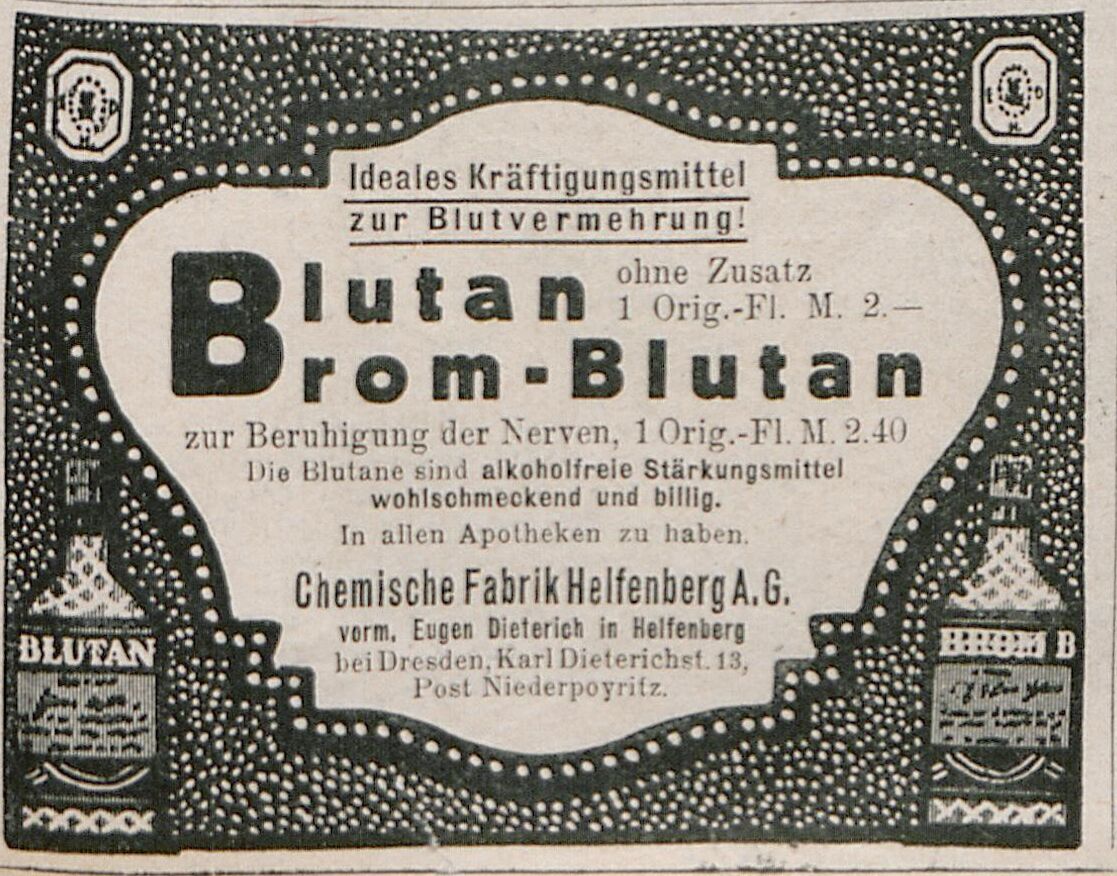 E D
H.
Ideales Kräftigungsmittel
zur Blutvermehrung!
Blutan ohne Zusatz
1 Orig.-Fl. M. 2.—
Brom-Blutan
zur Beruhigung der Nerven, 1 Orig.-Fl. M. 2.40
Die Blutane sind alkoholfreie Stärkungsmittel
wohlschmeckend und billig.
In allen Apotheken zu haben.
Chemische Fabrik Helfenberg A.G.
vorm. Eugen Dieterich in Helfenberg
bei Dresden, Karl Dieterichst. 13,
Post Niederpoyritz.
BLUTAN
BROM B